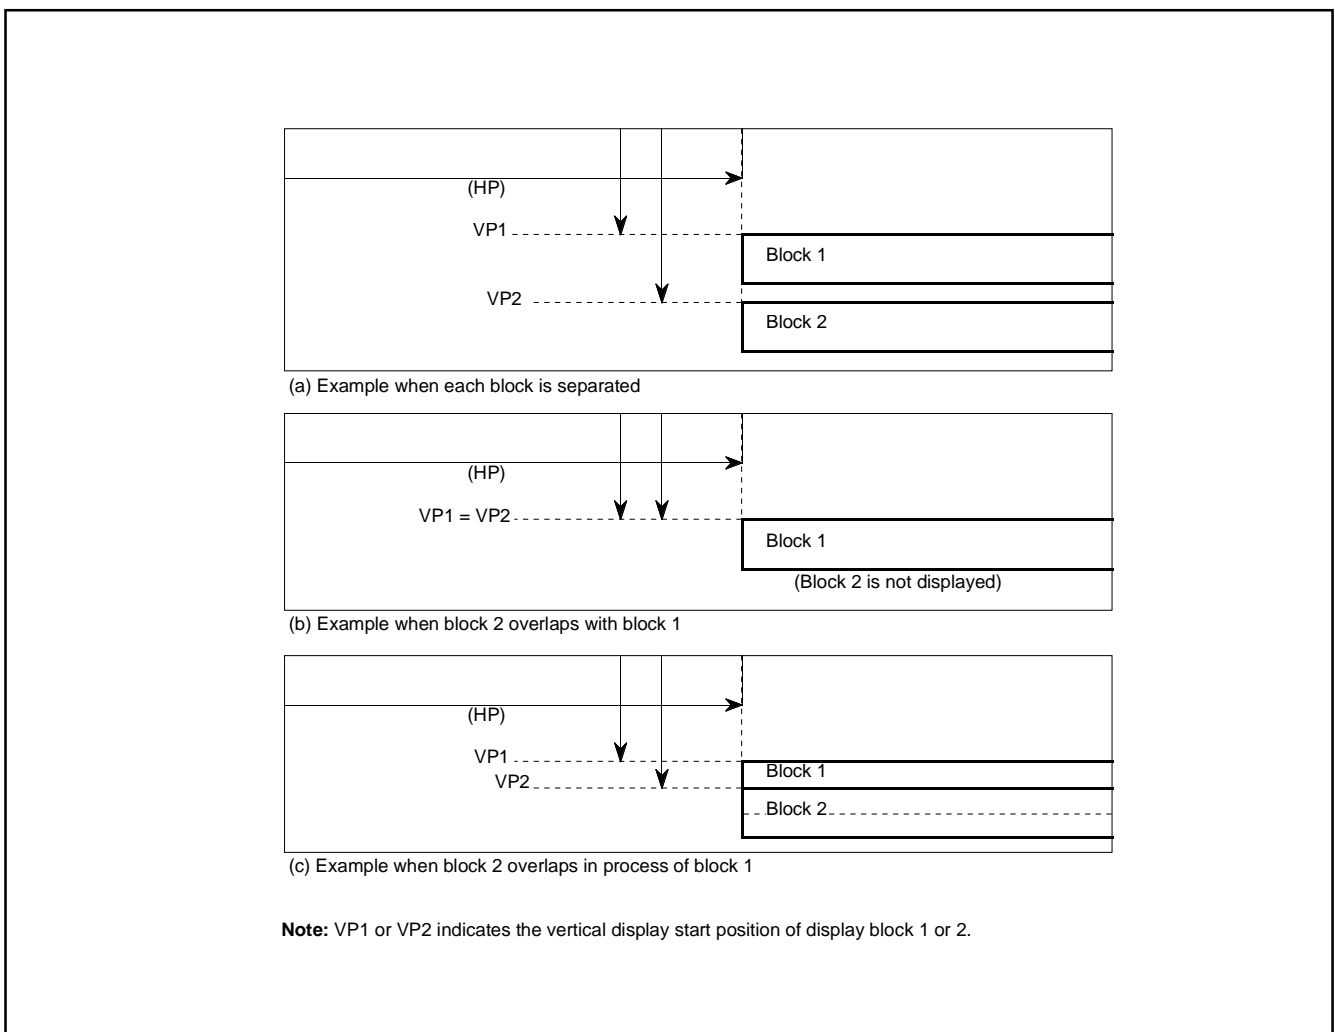 (HP)
VP1
Block 1
VP2
Block 2
(a) Example when each block is separated
(HP)
VP1 = VP2
Block 1
(Block 2 is not displayed)
(b) Example when block 2 overlaps with block 1
(HP)
VP1
Block 1
VP2
Block 2
(c) Example when block 2 overlaps in process of block 1
Note: VP1 or VP2 indicates the vertical display start position of display block 1 or 2.